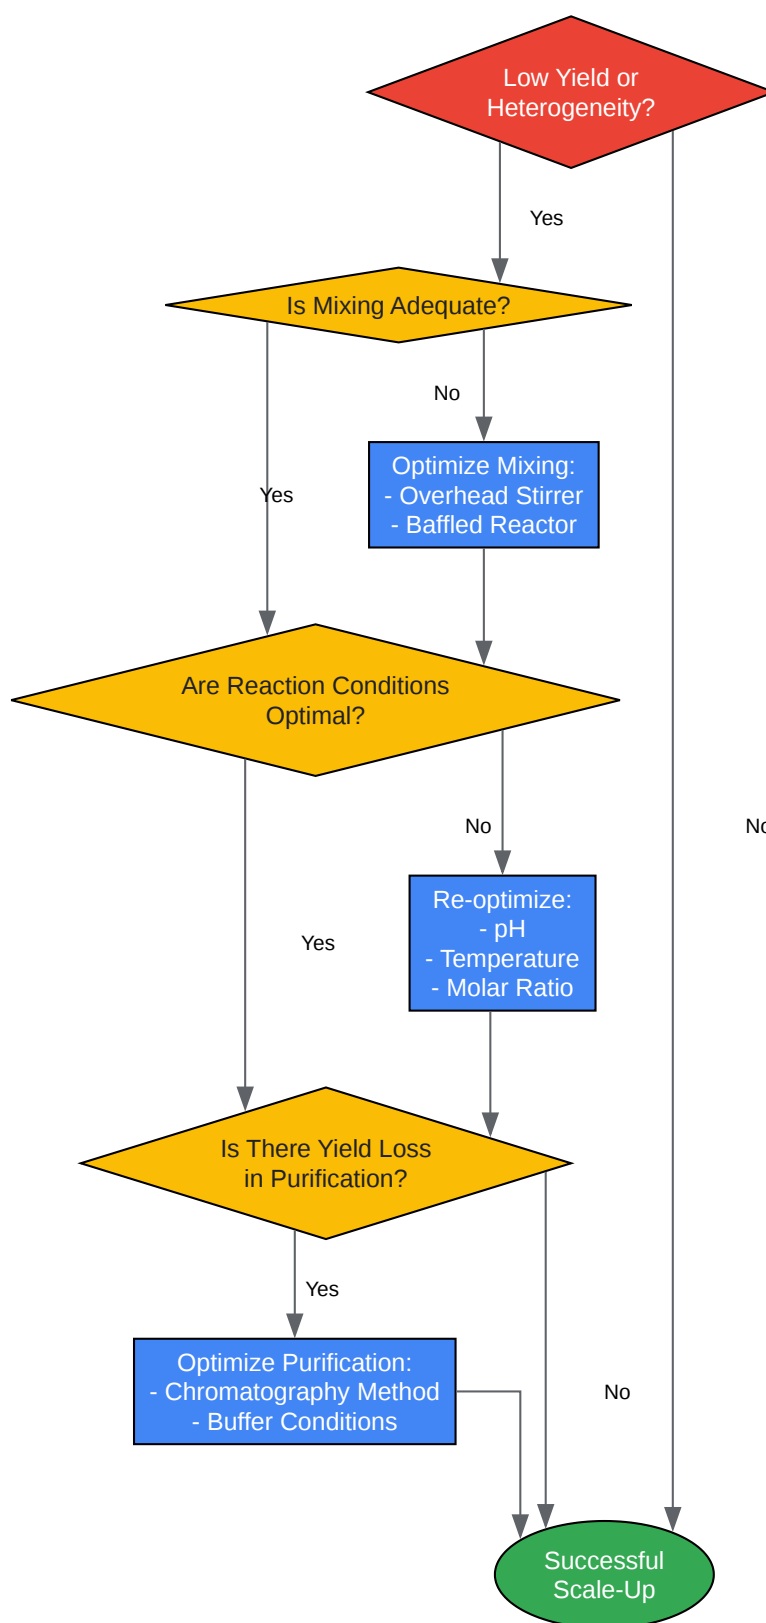 Low Yield or
Heterogeneity?
Yes
Is Mixing Adequate?
No
Optimize Mixing:
- Overhead Stirrer
- Baffled Reactor
Yes
Are Reaction Conditions
Optimal?
No
No
Re-optimize:
- pH
- Temperature
- Molar Ratio
Yes
Is There Yield Loss
in Purification?
Yes
Optimize Purification:
- Chromatography Method
- Buffer Conditions
No
Successful
Scale-Up